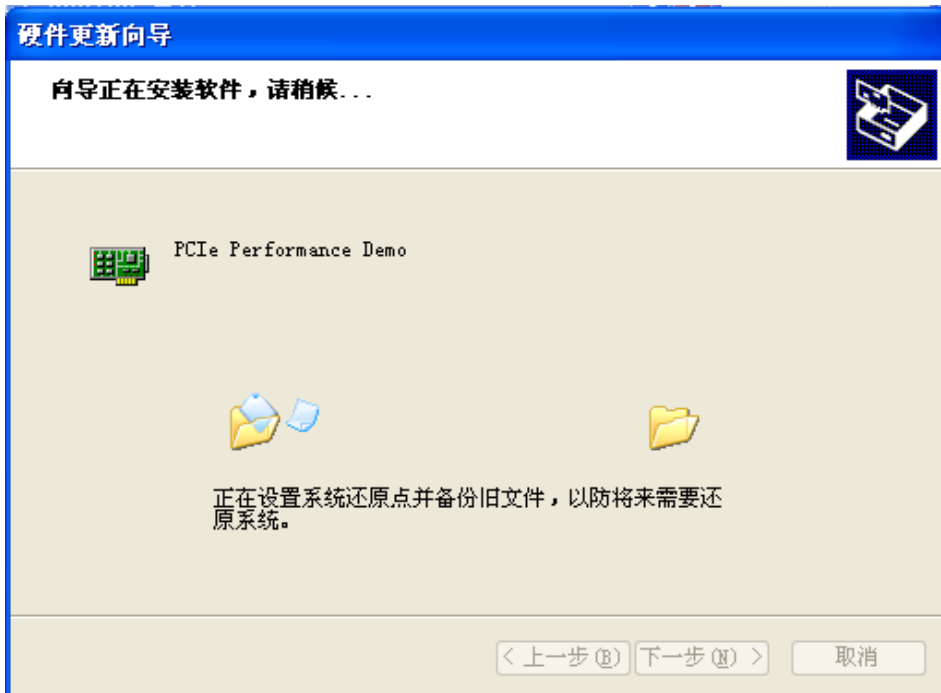 硬件更新向导
向导正在安装软件，请稍候...
PCIe Performance Demo
正在设置系统还原点并备份旧文件，以防将来需要还
原系统。
< 上一步(B) 下一步(N) > 取消